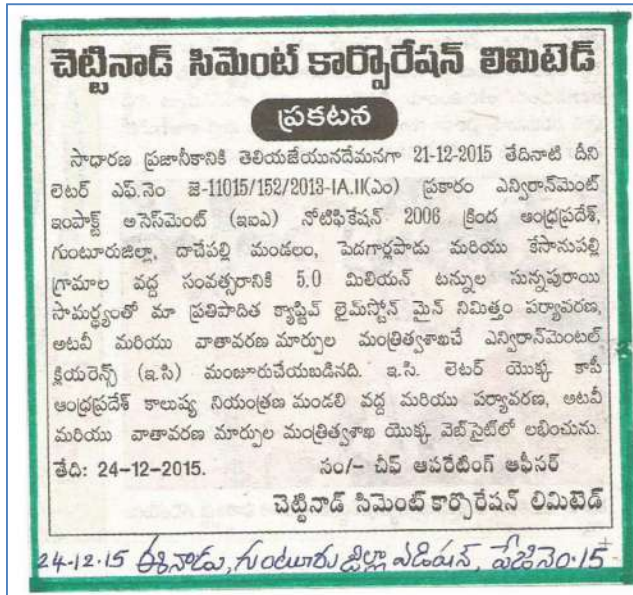 చెట్టినాడ్ సిమెంట్ కార్పొరేషన్ లిమిటెడ్
ప్రకటన
సాధారణ ప్రజానీకానికి తెలియజేయునదేమనగా 21-12-2015 తేదినాటి దీని
లెటర్ ఎఫ్.నెం జె-11015/152/2013-IA.II(ఎం) ప్రకారం ఎన్విరాన్‌మెంట్
ఇంపాక్ట్ అసెస్‌మెంట్ (ఇఐఎ) నోటిఫికేషన్ 2006 క్రింద ఆంధ్రప్రదేశ్,
గుంటూరుజిల్లా, దాచేపల్లి మండలం, పెదగార్లపాడు మరియు కేసానుపల్లి
గ్రామాల వద్ద సంవత్సరానికి 5.0 మిలియన్ టన్నుల సున్నపురాయి
సామర్థ్యంతో మా ప్రతిపాదిత క్యాప్టివ్ లైమ్‌స్టోన్ మైన్ నిమిత్తం పర్యావరణ,
అటవీ మరియు వాతావరణ మార్పుల మంత్రిత్వశాఖచే ఎన్విరాన్‌మెంటల్
క్లియరెన్స్ (ఇ.సి) మంజూరుచేయబడినది. ఇ.సి. లెటర్ యొక్క కాపీ
ఆంధ్రప్రదేశ్ కాలుష్య నియంత్రణ మండలి వద్ద మరియు పర్యావరణ, అటవీ
మరియు వాతావరణ మార్పుల మంత్రిత్వశాఖ యొక్క వెబ్‌సైట్‌లో లభించును.
తేది: 24-12-2015. సం/- చీఫ్ ఆపరేటింగ్ ఆఫీసర్
చెట్టినాడ్ సిమెంట్ కార్పొరేషన్ లిమిటెడ్
24-12-15 ఈనాడు, గుంటూరు జిల్లా ఎడిషన్, పేజినెం-15